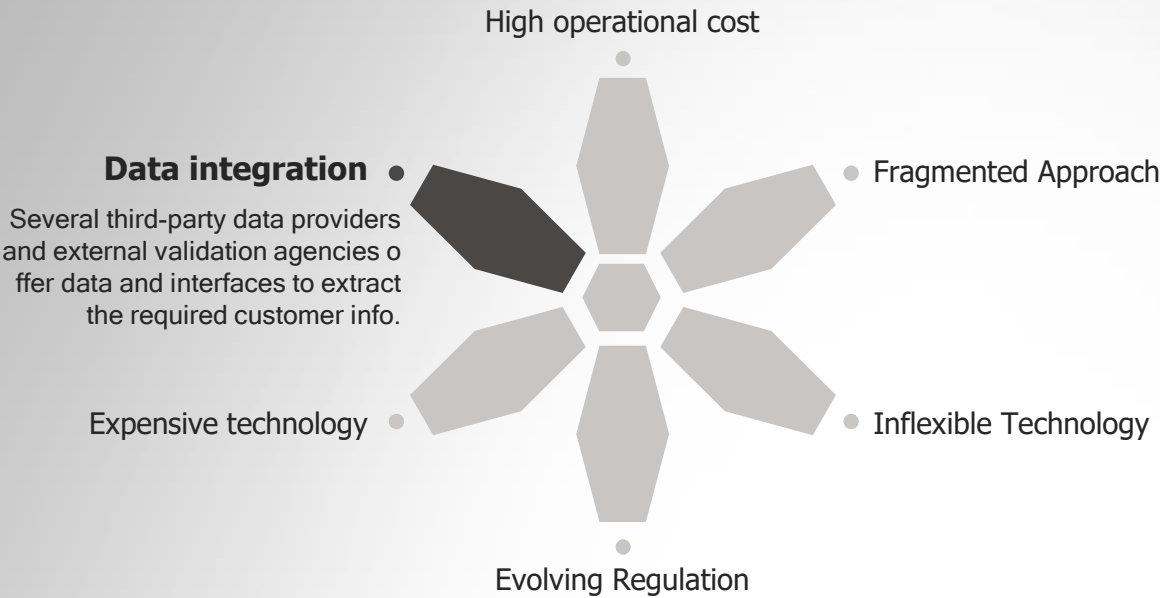 High operational cost
Data integration
Several third-party data providers
and external validation agencies o
ffer data and interfaces to extract
the required customer info.
Fragmented Approach
Expensive technology
Inflexible Technology
Evolving Regulation